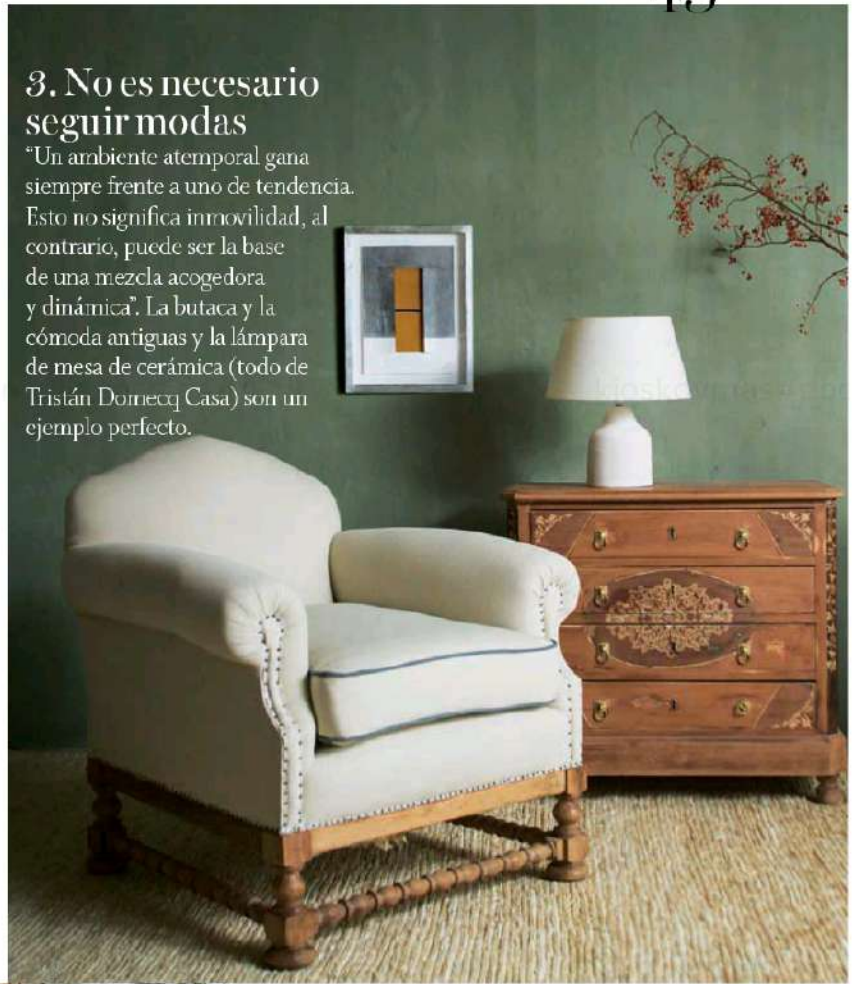 3. No es necesario
seguir modas
“Un ambiente atemporal gana
siempre frente a uno de tendencia.
Esto no significa inmovilidad, al
contrario, puede ser la base
de una mezcla acogedora
y dinámica”. La butaca y la
cómoda antiguas y la lámpara
de mesa de cerámica (todo de
Tristán Domecq Casa) son un
ejemplo perfecto.